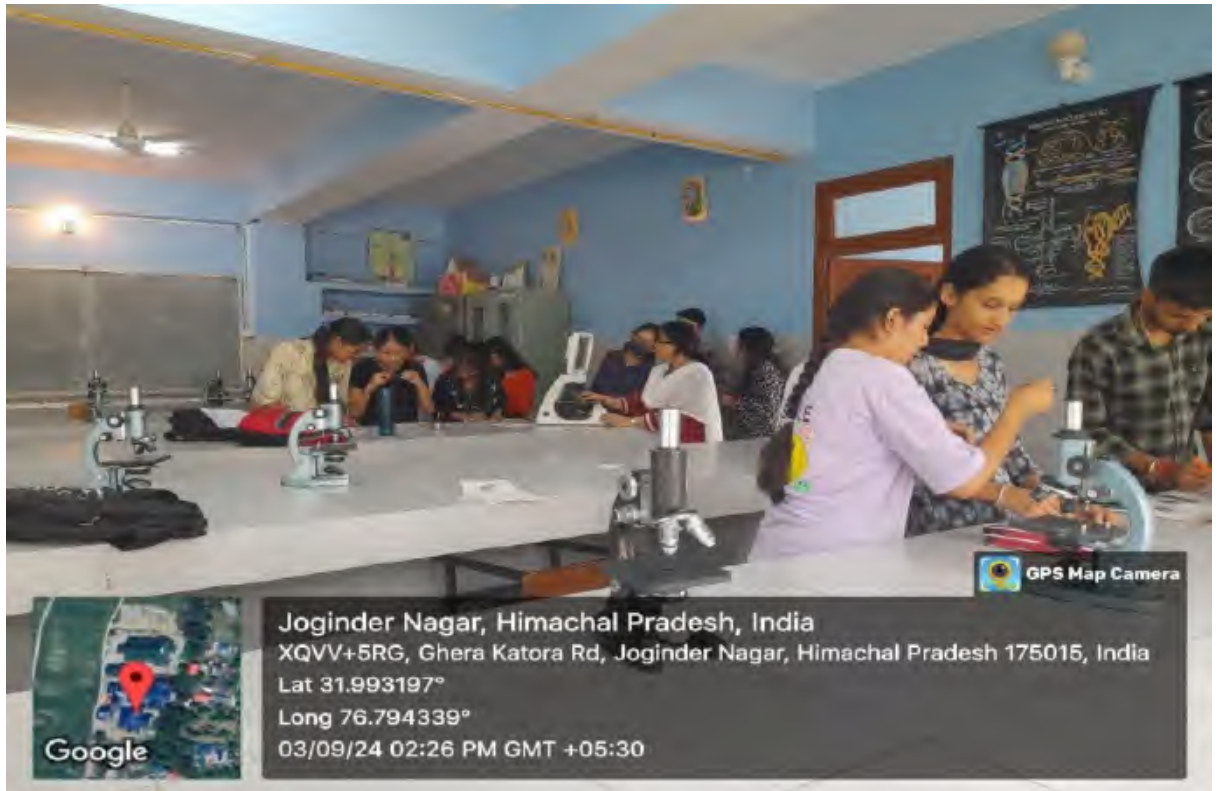 GPS Map Camera
Joginder Nagar, Himachal Pradesh, India
XQVV+5RG, Ghera Katora Rd, Joginder Nagar, Himachal Pradesh 175015, India
Lat 31.993197°
Long 76.794339°
03/09/24 02:26 PM GMT +05:30
Google